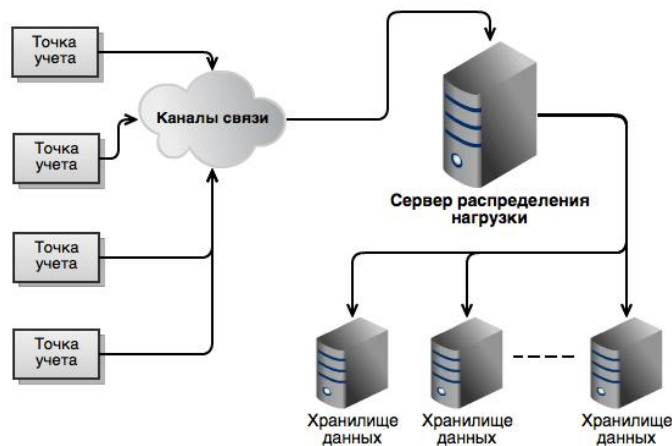 Точка
учета
Точка
учета
Точка
учета
Точка
учета
Каналы связи
Сервер распределения
нагрузки
Хранилище
данных
Хранилище
данных
Хранилище
данных